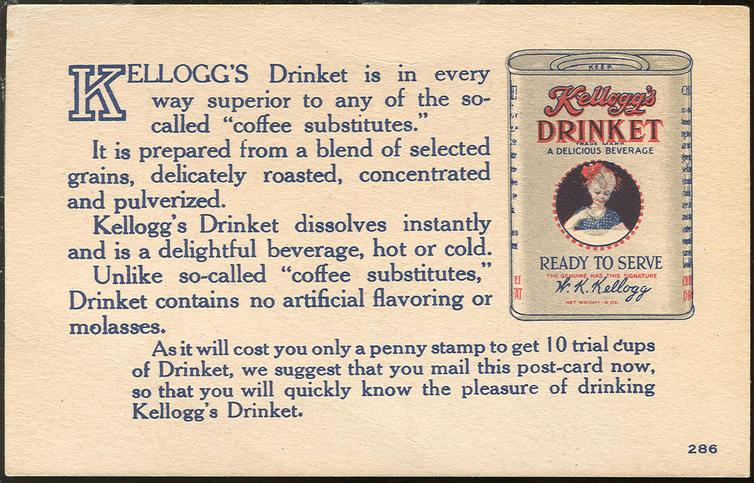 KELLOGG'S Drinket is in every
way superior to any of the so-
called "coffee substitutes."
It is prepared from a blend of selected
grains, delicately roasted, concentrated
and pulverized.
Kellogg's Drinket dissolves instantly
and is a delightful beverage, hot or cold.
Unlike so-called "coffee substitutes,"
Drinket contains no artificial flavoring or
molasses.
As it will cost you only a penny stamp to get 10 trial cups
of Drinket, we suggest that you mail this post-card now,
so that you will quickly know the pleasure of drinking
Kellogg's Drinket.
KEEP
Kellogg's
DRINKET
TRADE MARK
A DELICIOUS BEVERAGE
READY TO SERVE
THE GENUINE HAS THIS SIGNATURE
W. K. Kellogg
NET WEIGHT - 4 OZ.
286